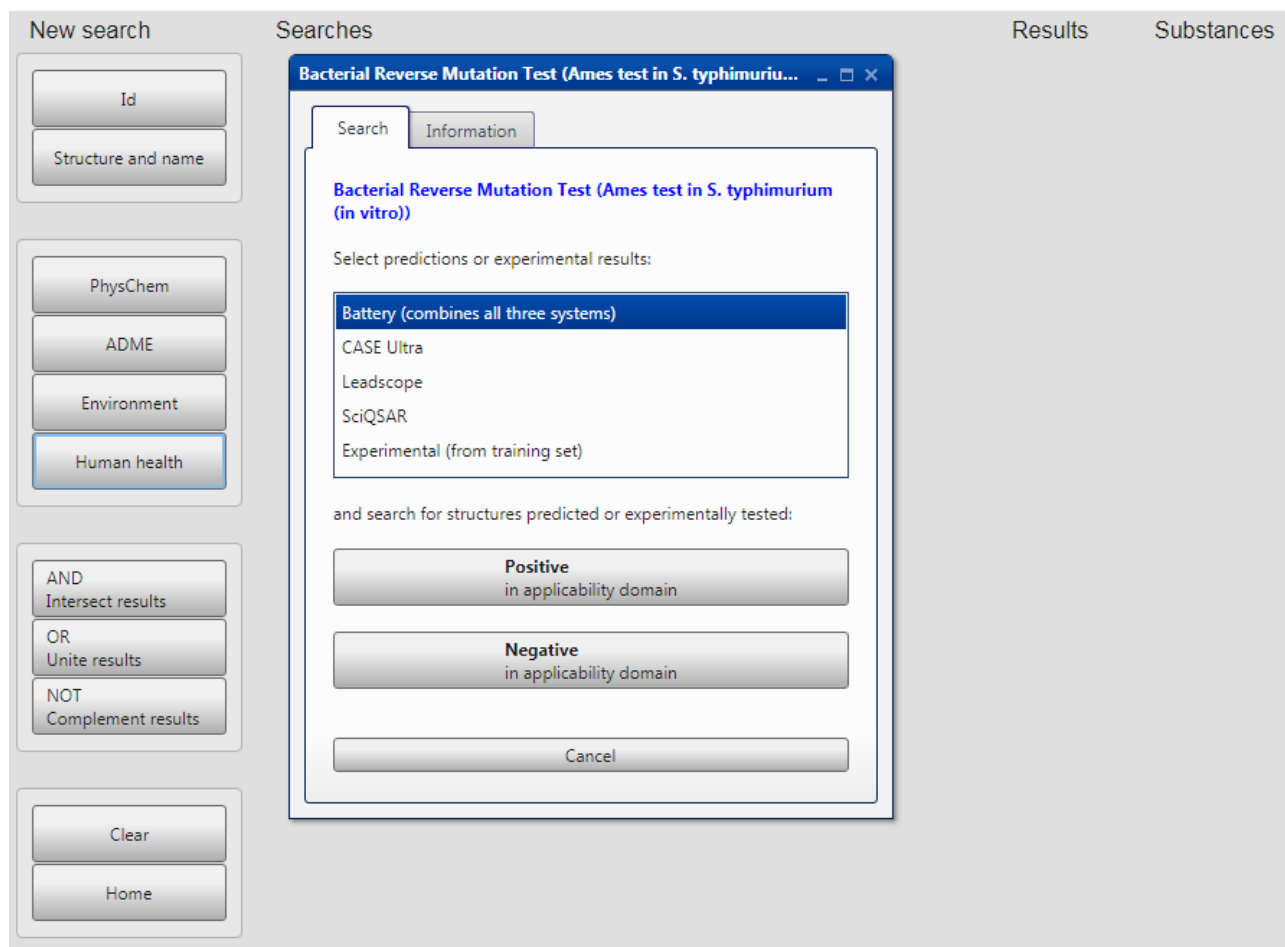 New search
Searches
Results
Substances
Id
Structure and name
PhysChem
ADME
Environment
Human health
AND
Intersect results
OR
Unite results
NOT
Complement results
Clear
Home
Bacterial Reverse Mutation Test (Ames test in S. typhimuriu...
Search
Information
Bacterial Reverse Mutation Test (Ames test in S. typhimurium
(in vitro))
Select predictions or experimental results:
Battery (combines all three systems)
CASE Ultra
Leadscope
SciQSAR
Experimental (from training set)
and search for structures predicted or experimentally tested:
Positive
in applicability domain
Negative
in applicability domain
Cancel